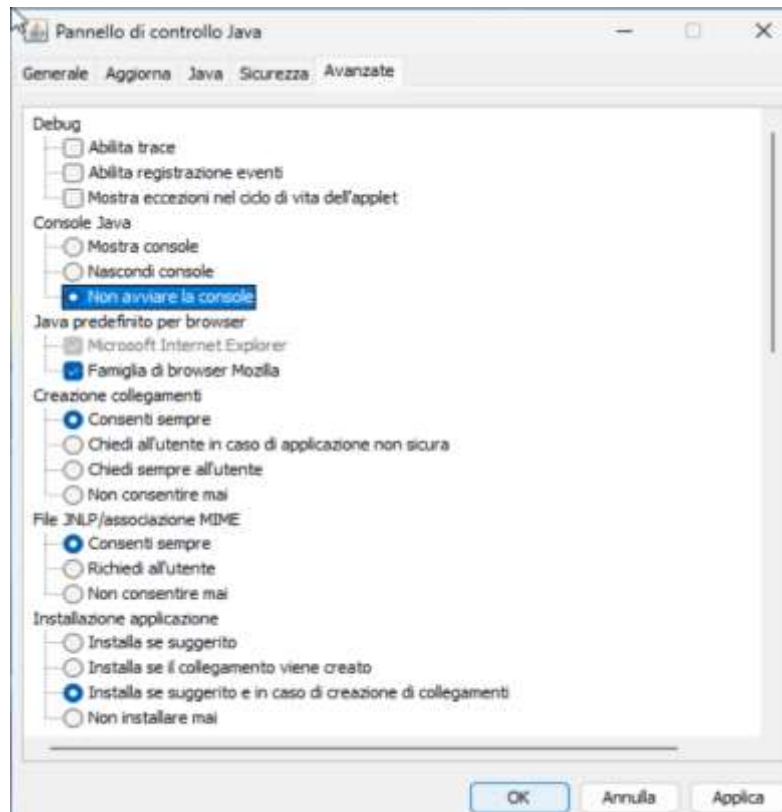 Pannello di controllo Java
Generale Aggiorna Java Sicurezza Avanzate
Debug
Abilita trace
Abilita registrazione eventi
Mostra eccezioni nel ciclo di vita dell'applet
Console Java
Mostra console
Nascondi console
Non avviare la console
Java predefinito per browser
Microsoft Internet Explorer
Famiglia di browser Mozilla
Creazione collegamenti
Consenti sempre
Chiedi all'utente in caso di applicazione non sicura
Chiedi sempre all'utente
Non consentire mai
File JNLP/associazione MIME
Consenti sempre
Richiedi all'utente
Non consentire mai
Installazione applicazione
Installa se suggerito
Installa se il collegamento viene creato
Installa se suggerito e in caso di creazione di collegamenti
Non installare mai
OK Annulla Applica